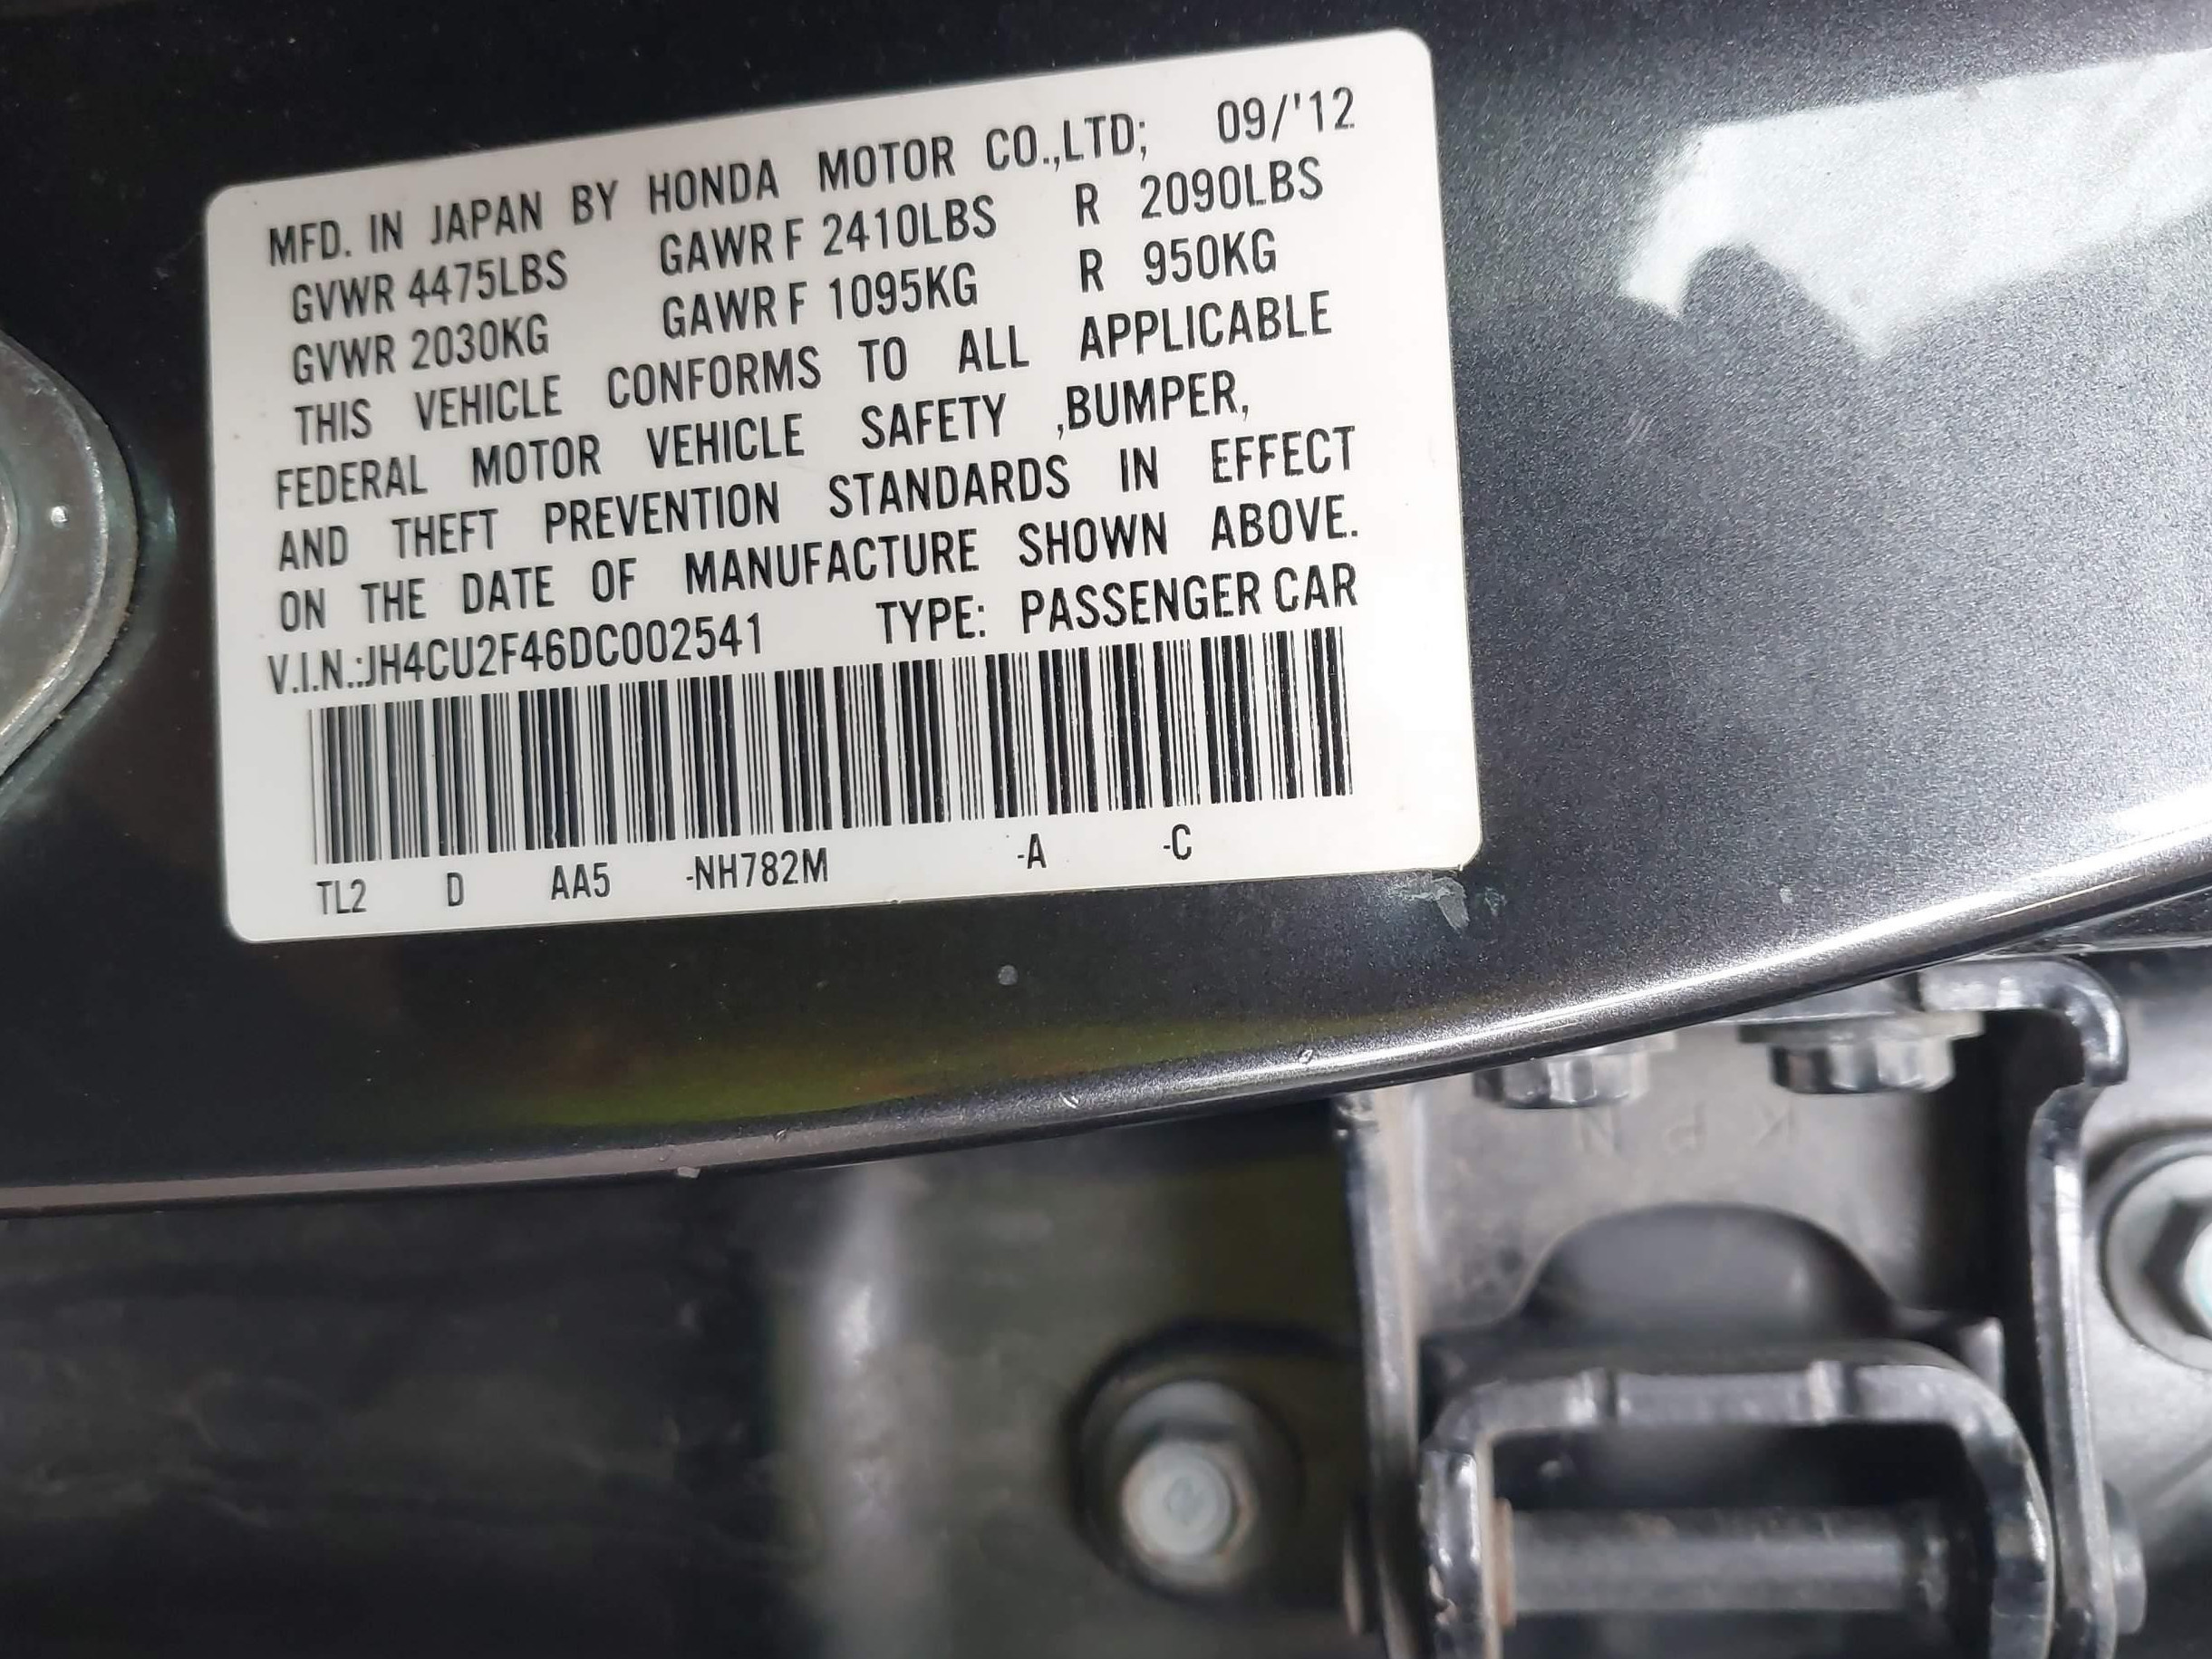 MFD. IN JAPAN BY HONDA MOTOR CO.,LTD; 09/'12
GVWR 4475LBS GAWR F 2410LBS R 2090LBS
GVWR 2030KG GAWR F 1095KG R 950KG
THIS VEHICLE CONFORMS TO ALL APPLICABLE
FEDERAL MOTOR VEHICLE SAFETY ,BUMPER,
AND THEFT PREVENTION STANDARDS IN EFFECT
ON THE DATE OF MANUFACTURE SHOWN ABOVE.
V.I.N.:JH4CU2F46DC002541 TYPE: PASSENGER CAR
TL2 D AA5 -NH782M -A -C